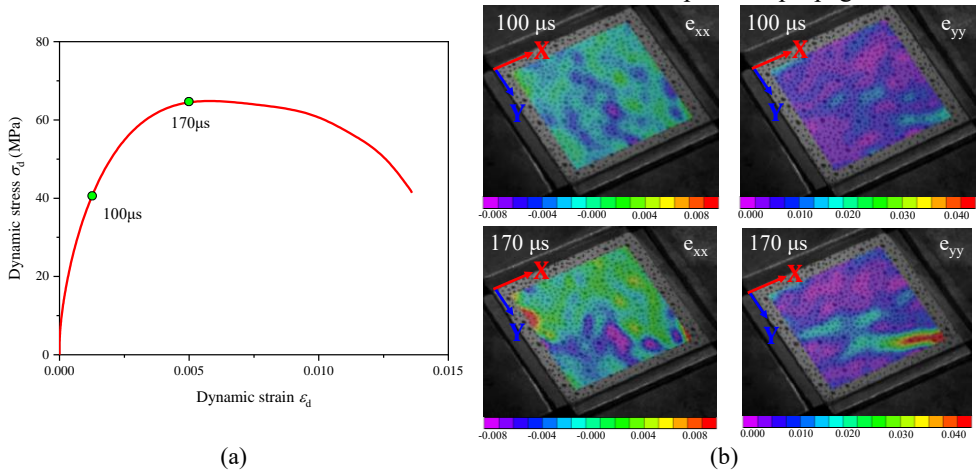 80
60
40
20
0
0.000
0.005
0.010
0.015
Dynamic stress σd (MPa)
Dynamic strain εd
170μs
100μs
(a)
100 μs
exx
X
Y
-0.008 -0.004 -0.000 0.004 0.008
100 μs
eyy
X
Y
0.000 0.010 0.020 0.030 0.040
170 μs
exx
X
Y
-0.008 -0.004 -0.000 0.004 0.008
170 μs
eyy
X
Y
0.000 0.010 0.020 0.030 0.040
(b)